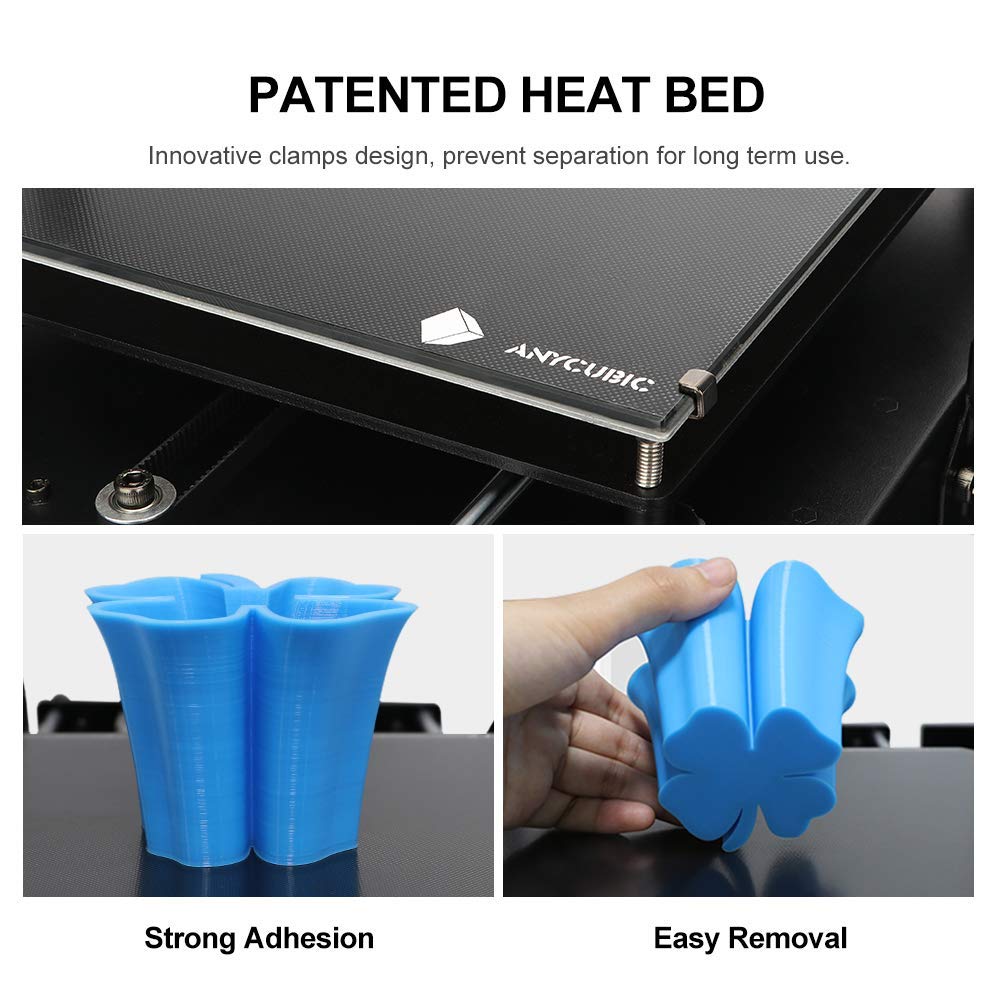 PATENTED HEAT BED
Innovative clamps design, prevent separation for long term use.
ANYCUBIC
Strong Adhesion
Easy Removal